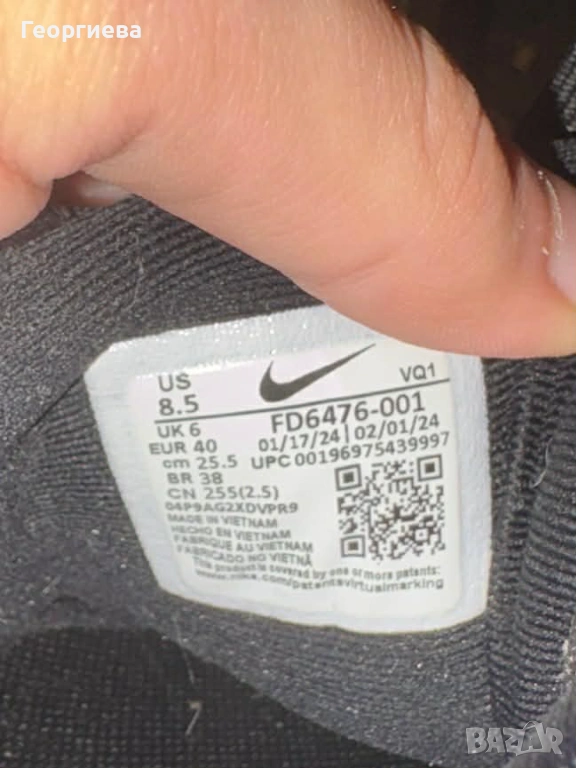 Георгиева
US
8.5
VQ1
UK 6
FD6476-001
EUR 40
01/17/24 | 02/01/24
cm 25.5
UPC 00196975439997
BR 38
CN 255(2.5)
04P9AG2XDVPR9
MADE IN VIETNAM
HECHO EN VIETNAM
FABRIQUE AU VIETNAM
FABRICADO NO VIETNÃ
This product is covered by one or more patents:
www.nike.com/patentsvirtualmarking
BAZAR